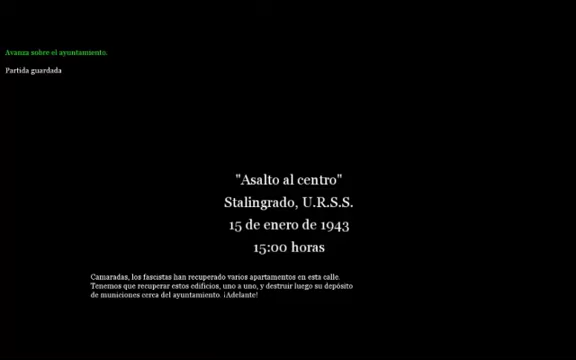 Avanza sobre el ayuntamiento.
Partida guardada
"Asalto al centro"
Stalingrado, U.R.S.S.
15 de enero de 1943
15:00 horas
Camaradas, los fascistas han recuperado varios apartamentos en esta calle.
Tenemos que recuperar estos edificios, uno a uno, y destruir luego su depósito
de municiones cerca del ayuntamiento. ¡Adelante!